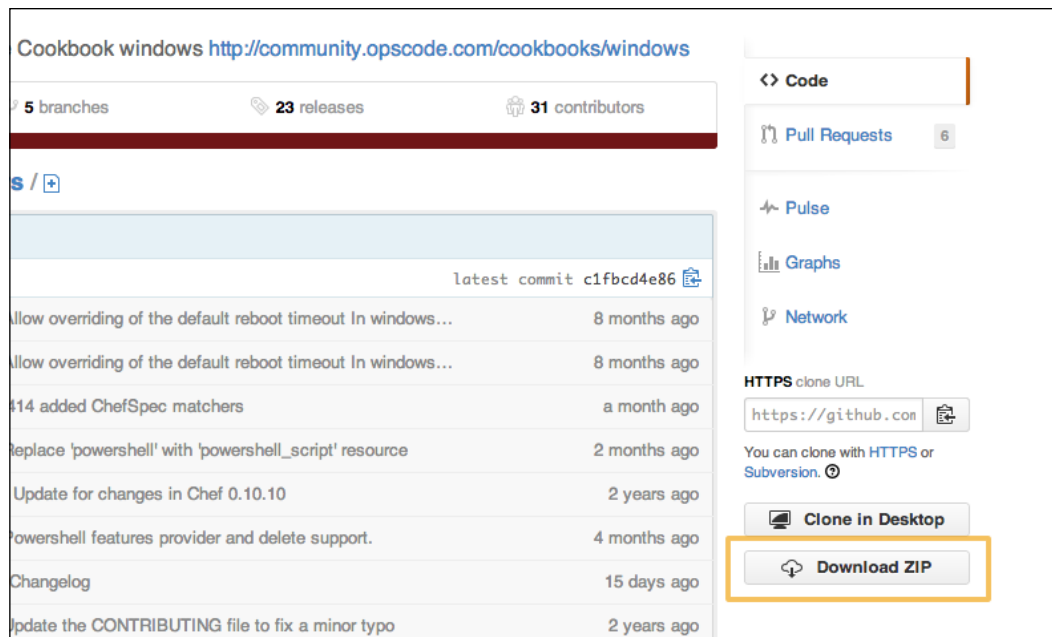 Cookbook windows http://community.opscode.com/cookbooks/windows
5 branches
23 releases
31 contributors
s /
latest commit c1fbcd4e86
Allow overriding of the default reboot timeout In windows…
8 months ago
Allow overriding of the default reboot timeout In windows…
8 months ago
414 added ChefSpec matchers
a month ago
Replace 'powershell' with 'powershell_script' resource
2 months ago
Update for changes in Chef 0.10.10
2 years ago
Powershell features provider and delete support.
4 months ago
Changelog
15 days ago
Update the CONTRIBUTING file to fix a minor typo
2 years ago
<> Code
Pull Requests 6
Pulse
Graphs
Network
HTTPS clone URL
https://github.com
You can clone with HTTPS or
Subversion.
Clone in Desktop
Download ZIP